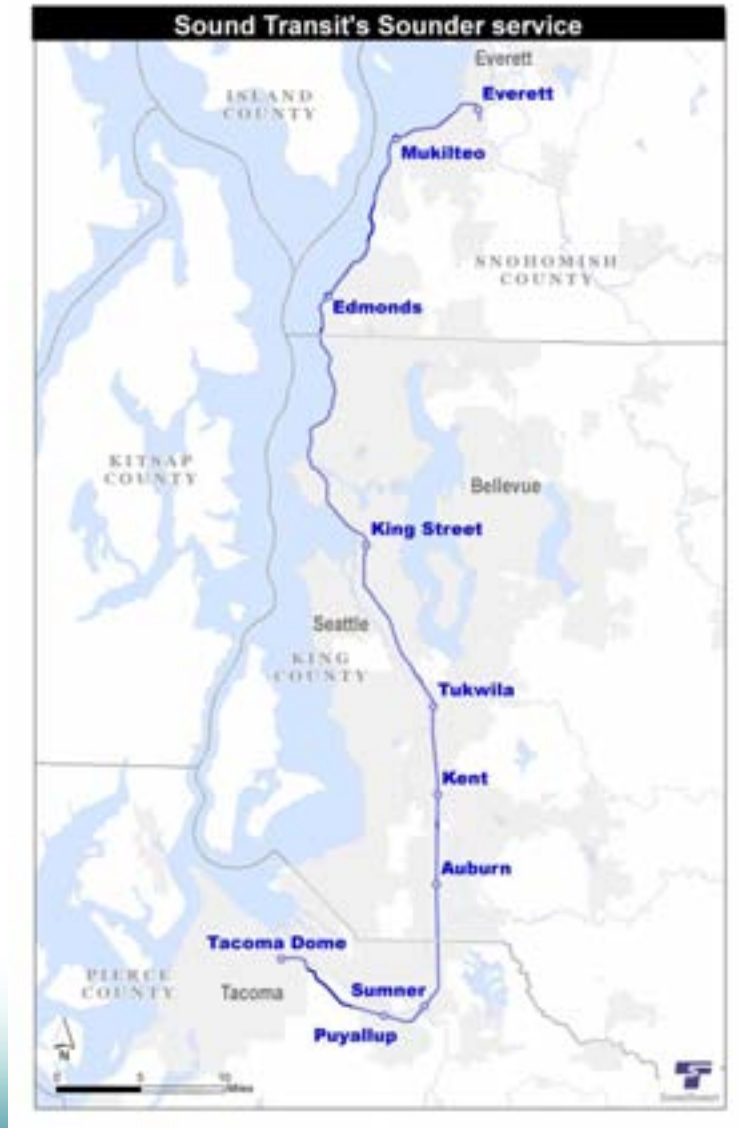 Sound Transit's Sounder service
Everett
Everett
ISLAND
COUNTY
Mukilteo
SNOHOMISH
COUNTY
Edmonds
KITSAP
COUNTY
Bellevue
King Street
Seattle
KING
COUNTY
Tukwila
Kent
Auburn
Tacoma Dome
PIERCE
COUNTY
Tacoma
Sumner
Puyallup
N
0 5 10
Miles